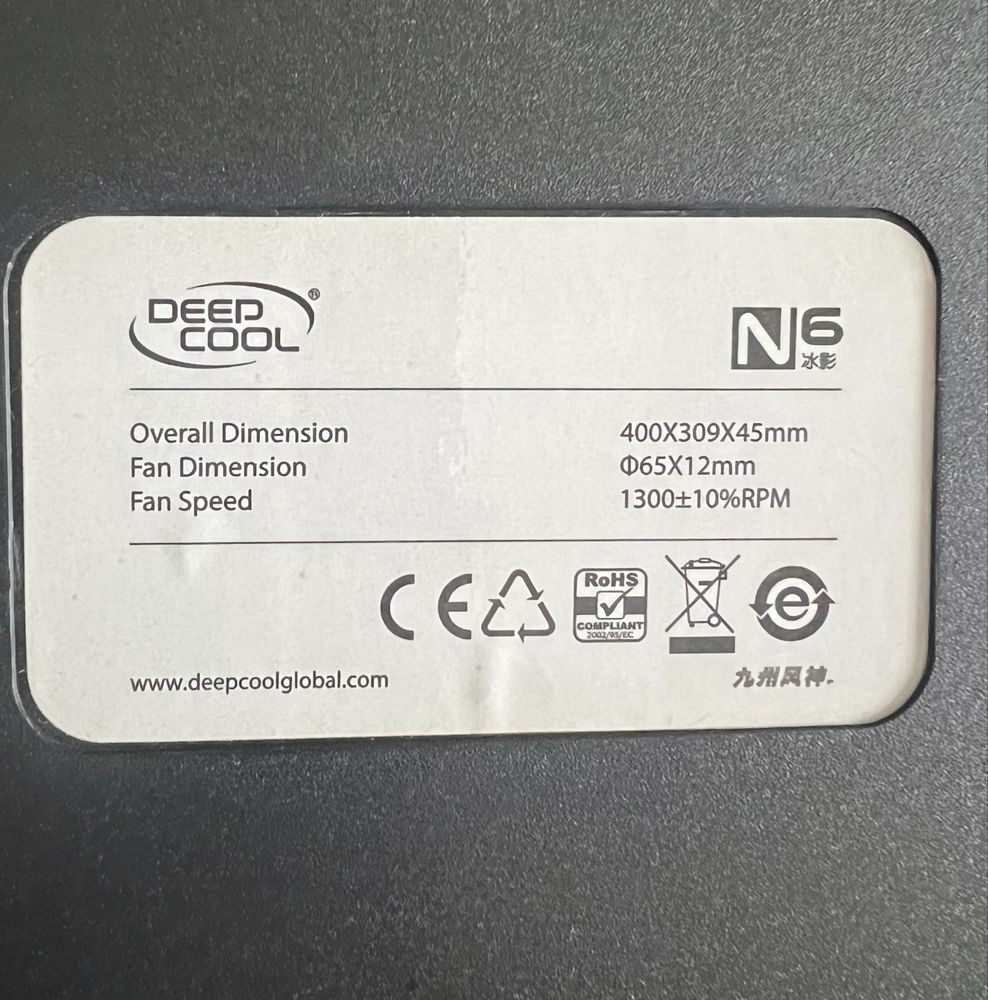 DEEP
COOL®
N6
冰影
Overall Dimension 400X309X45mm
Fan Dimension Φ65X12mm
Fan Speed 1300±10%RPM
CE
RoHS
COMPLIANT
2002/95/EC
e
www.deepcoolglobal.com
九州风神.